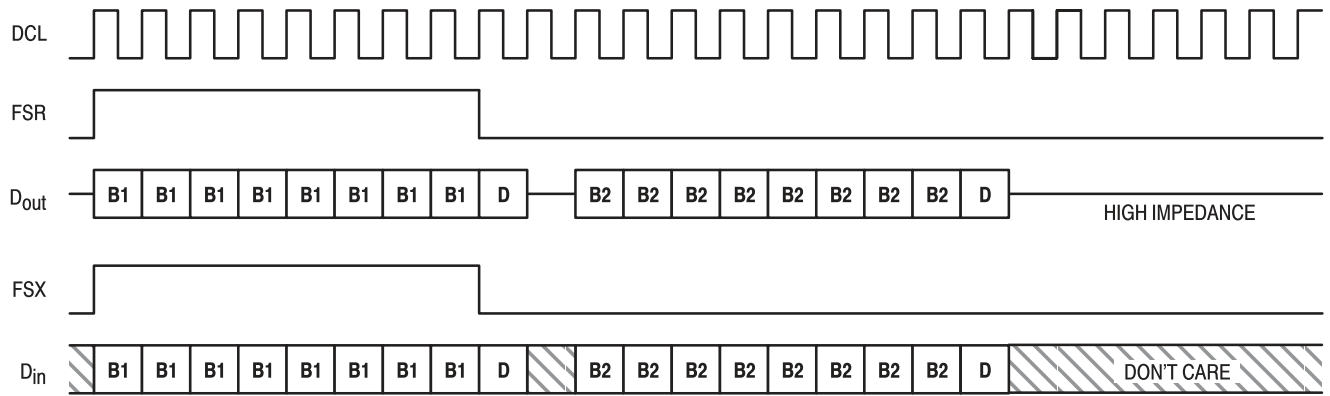 DCL
FSR
Dout B1 B1 B1 B1 B1 B1 B1 B1 D B2 B2 B2 B2 B2 B2 B2 B2 D
HIGH IMPEDANCE
FSX
Din B1 B1 B1 B1 B1 B1 B1 B1 D B2 B2 B2 B2 B2 B2 B2 B2 D DON'T CARE